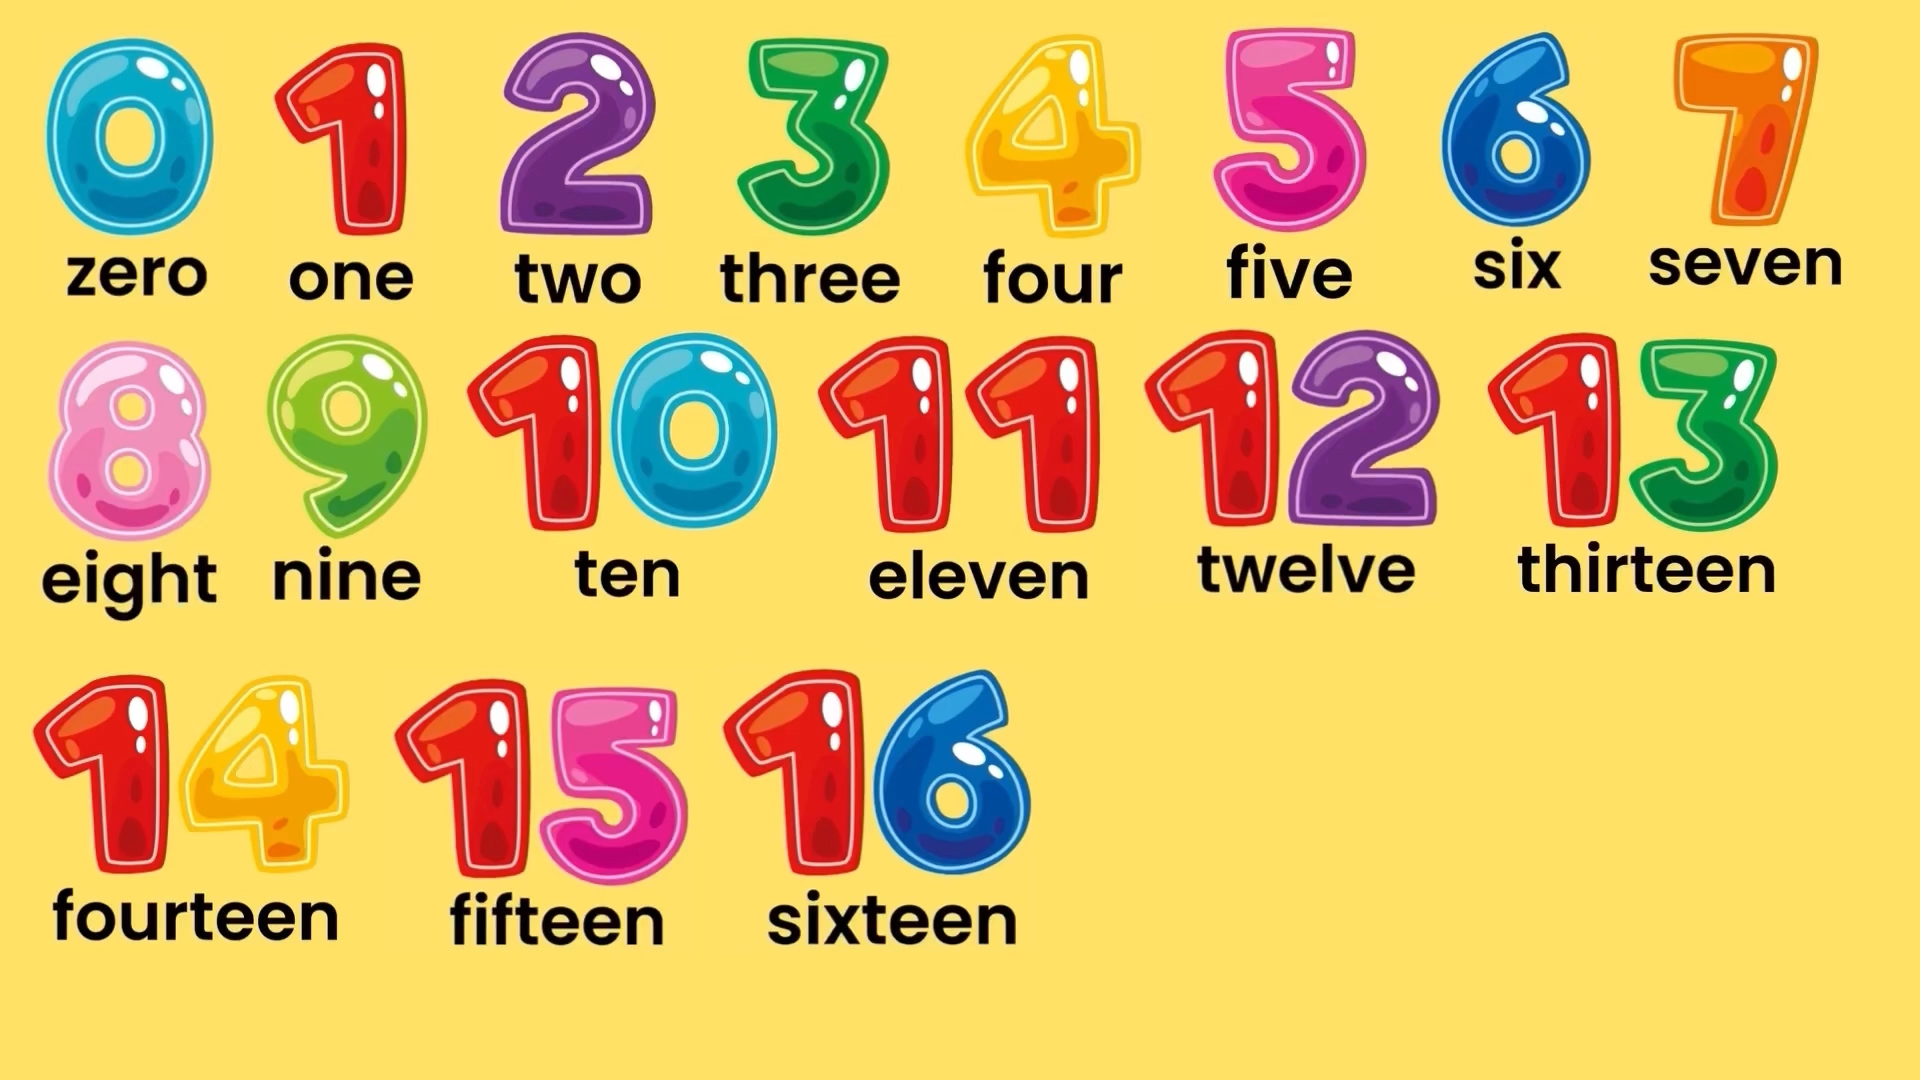 0 1 2 3 4 5 6 7
zero one two three four five six seven
8 9 10 11 12 13
eight nine ten eleven twelve thirteen
14 15 16
fourteen fifteen sixteen